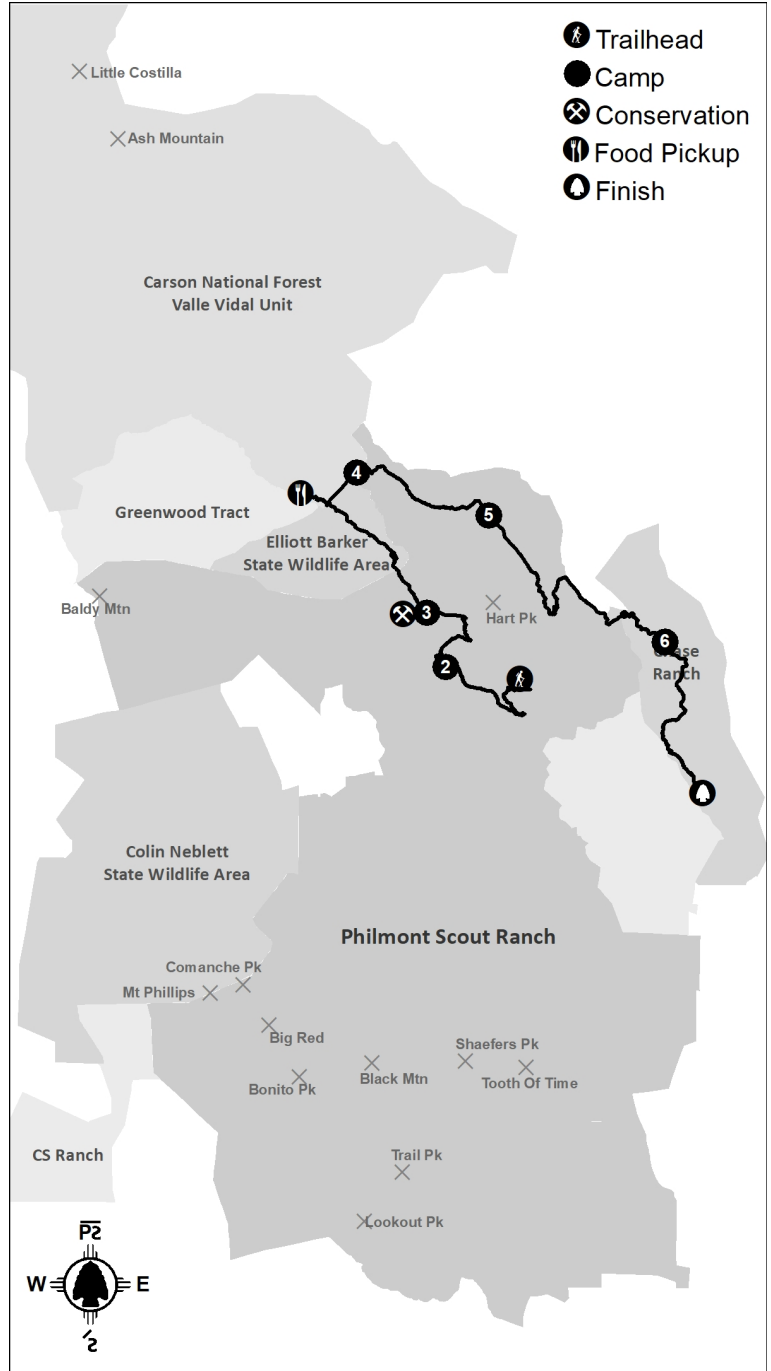 Trailhead
Camp
Conservation
Food Pickup
Finish
Little Costilla
Ash Mountain
Carson National Forest
Valle Vidal Unit
4
Greenwood Tract
5
Elliott Barker
State Wildlife Area
Baldy Mtn
3
Hart Pk
6
Chase
Ranch
2
Colin Neblett
State Wildlife Area
Philmont Scout Ranch
Comanche Pk
Mt Phillips
Big Red
Shaefers Pk
Black Mtn
Tooth Of Time
Bonito Pk
CS Ranch
Trail Pk
Lookout Pk
W
E